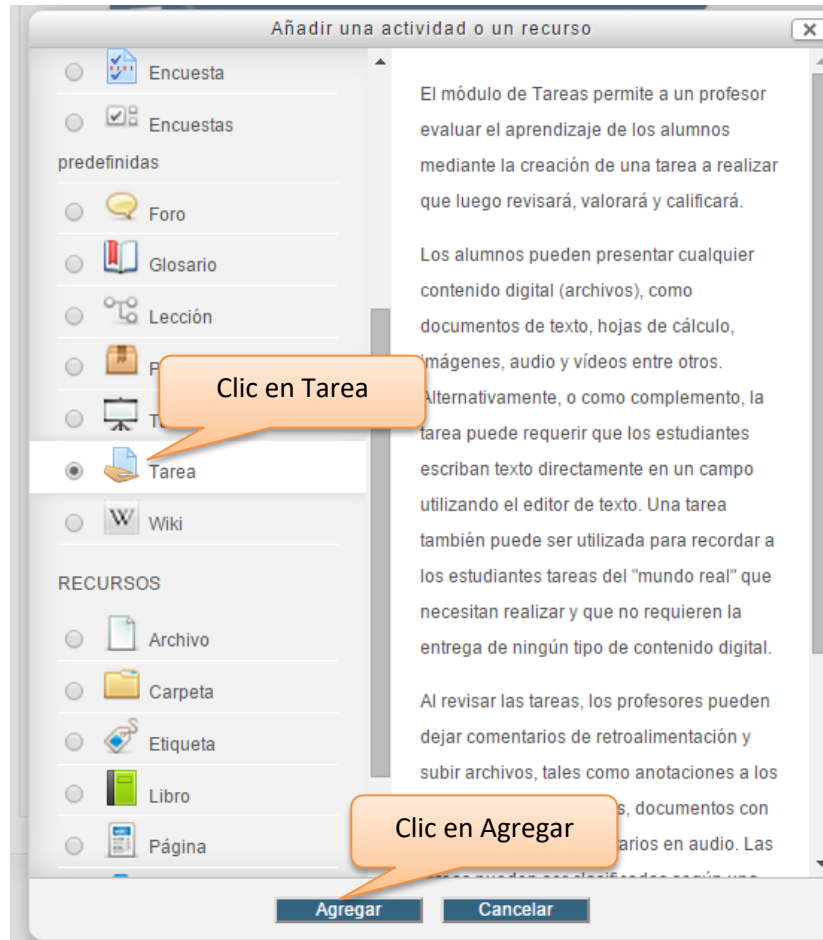 Añadir una actividad o un recurso
Encuesta
Encuestas
predefinidas
Foro
Glosario
Lección
Clic en Tarea
Tarea
Wiki
RECURSOS
Archivo
Carpeta
Etiqueta
Libro
Página
El módulo de Tareas permite a un profesor
evaluar el aprendizaje de los alumnos
mediante la creación de una tarea a realizar
que luego revisará, valorará y calificará.
Los alumnos pueden presentar cualquier
contenido digital (archivos), como
documentos de texto, hojas de cálculo,
imágenes, audio y vídeos entre otros.
Alternativamente, o como complemento, la
tarea puede requerir que los estudiantes
escriban texto directamente en un campo
utilizando el editor de texto. Una tarea
también puede ser utilizada para recordar a
los estudiantes tareas del "mundo real" que
necesitan realizar y que no requieren la
entrega de ningún tipo de contenido digital.
Al revisar las tareas, los profesores pueden
dejar comentarios de retroalimentación y
subir archivos, tales como anotaciones a los
documentos con
en audio. Las
Clic en Agregar
Agregar
Cancelar